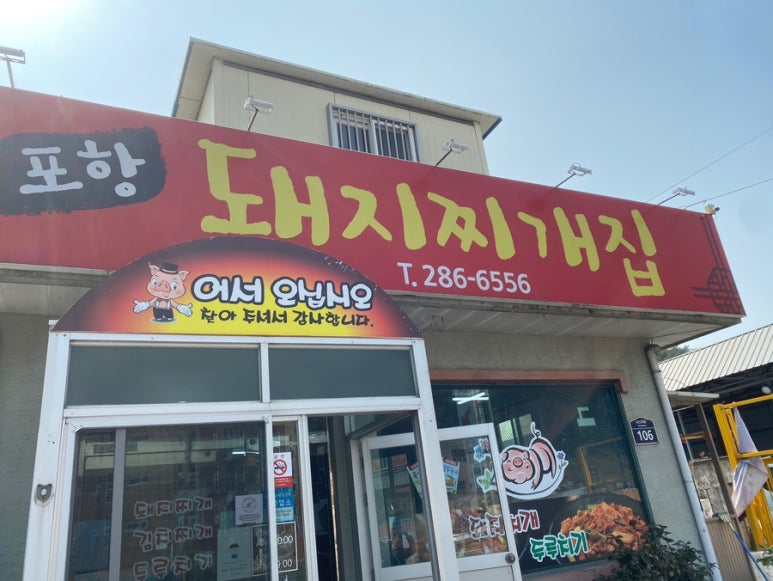 포항 돼지찌개집
T. 286-6556
어서 오십시오
찾아 주셔서 감사합니다.
106
돼지찌개
김치찌개
두루치기
돼지찌개
두루치기